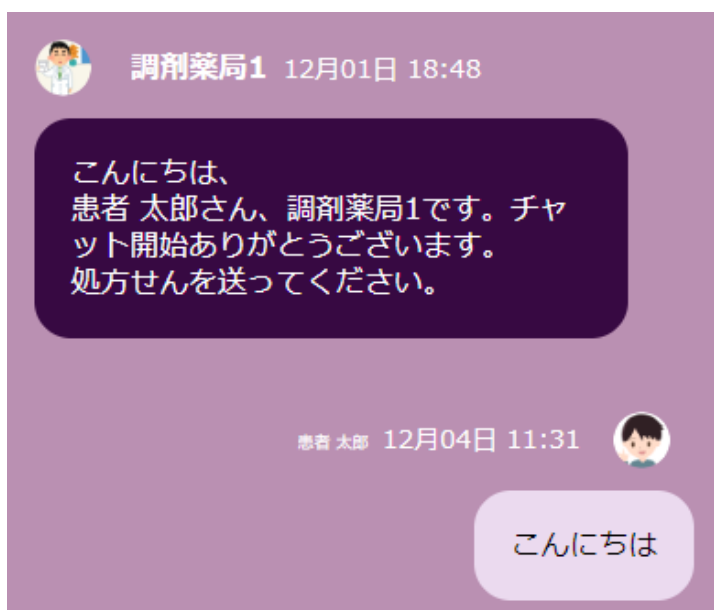 調剤薬局1 12月01日 18:48
こんにちは、
患者 太郎さん、調剤薬局1です。チャ
ット開始ありがとうございます。
処方せんを送ってください。
患者 太郎 12月04日 11:31
こんにちは